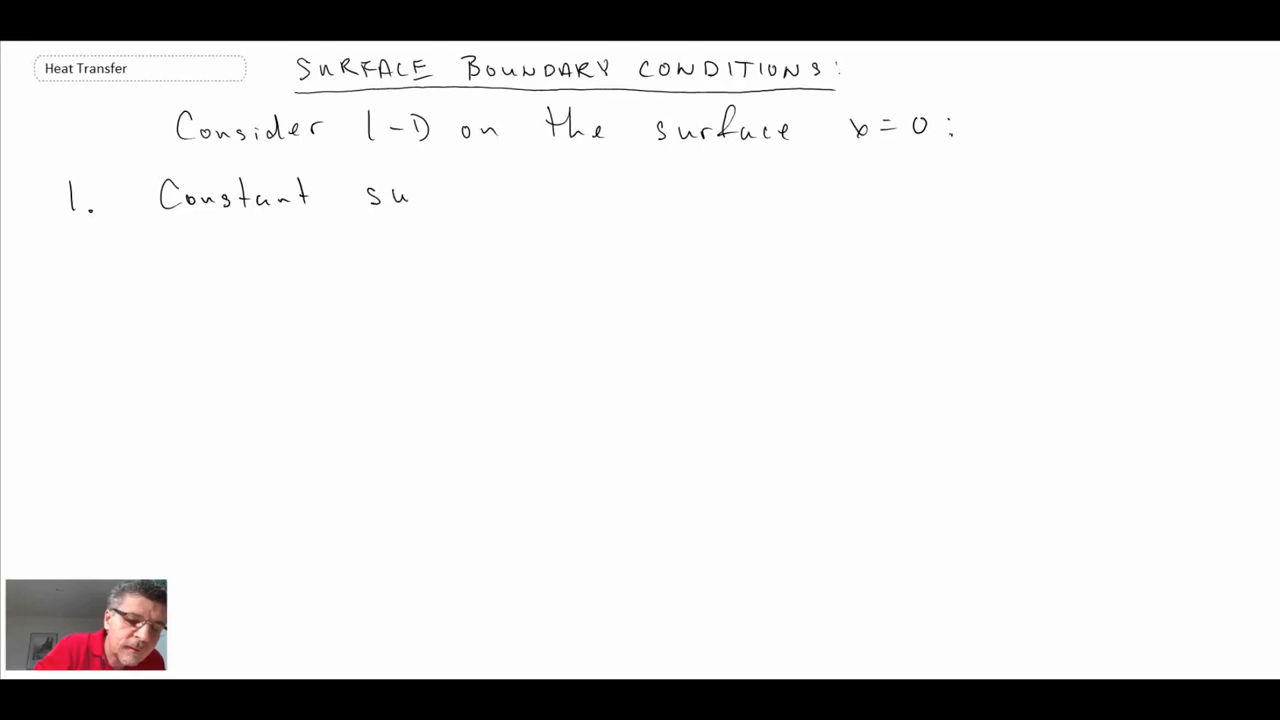 Heat Transfer
SURFACE BOUNDARY CONDITIONS:
Consider 1-D on the surface x=0:
1. Constant su